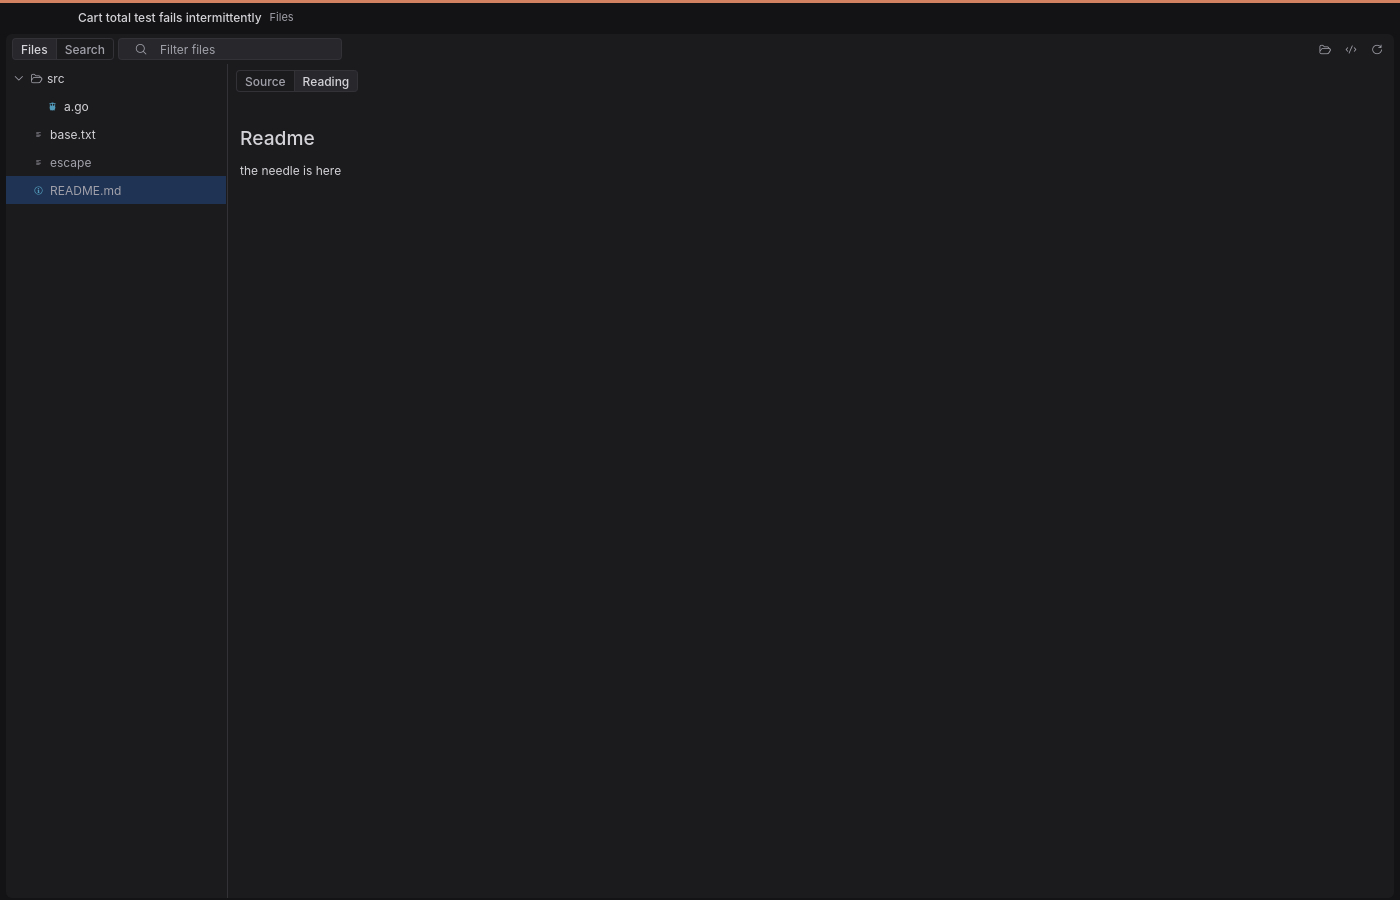 Cart total test fails intermittently Files
Files Search Filter files
src
a.go
base.txt
escape
README.md
Source Reading
Readme
the needle is here